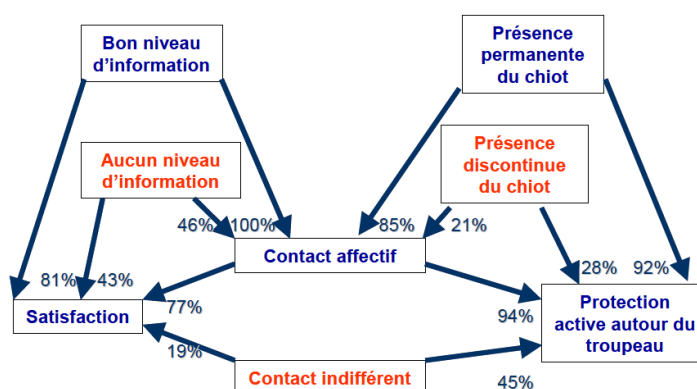 Bon niveau
d'information
Présence
permanente
du chiot
Aucun niveau
d'information
Présence
discontinue
du chiot
46%
100%
85%
21%
Contact affectif
81%
43%
28%
92%
Satisfaction
77%
94%
Protection
active autour du
troupeau
19%
Contact indifférent
45%